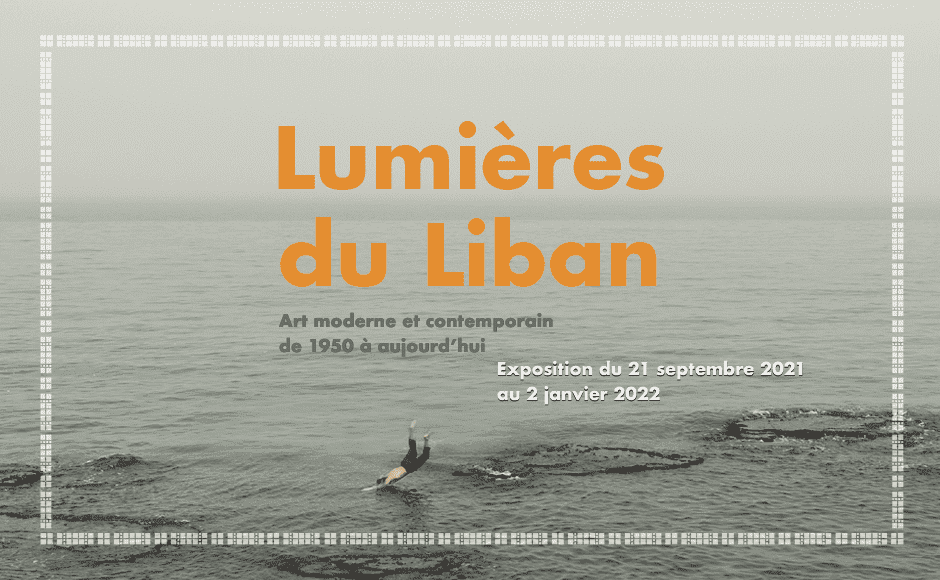 Lumières
du Liban
Art moderne et contemporain
de 1950 à aujourd'hui
Exposition du 21 septembre 2021
au 2 janvier 2022